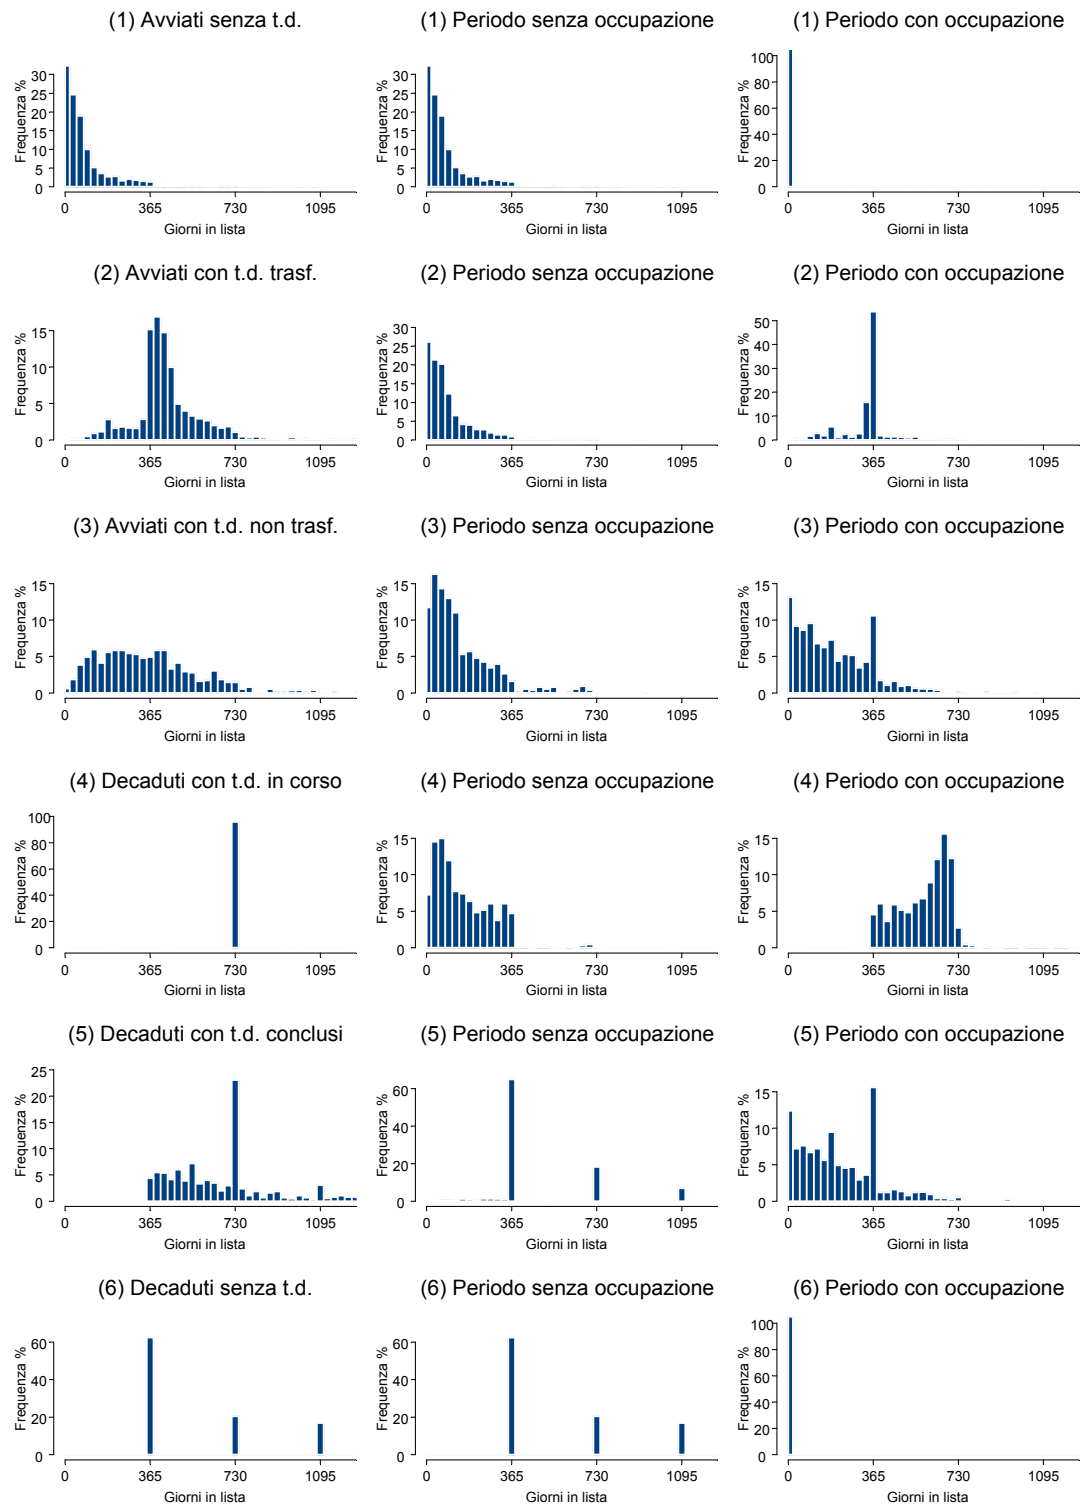 (1) Avviati senza t.d.
Frequenza %
30
25
20
15
10
5
0
0 365 730 1095
Giorni in lista
(1) Periodo senza occupazione
Frequenza %
30
25
20
15
10
5
0
0 365 730 1095
Giorni in lista
(1) Periodo con occupazione
Frequenza %
100
80
60
40
20
0
0 365 730 1095
Giorni in lista
(2) Avviati con t.d. trasf.
Frequenza %
15
10
5
0
0 365 730 1095
Giorni in lista
(2) Periodo senza occupazione
Frequenza %
30
25
20
15
10
5
0
0 365 730 1095
Giorni in lista
(2) Periodo con occupazione
Frequenza %
50
40
30
20
10
0
0 365 730 1095
Giorni in lista
(3) Avviati con t.d. non trasf.
Frequenza %
15
10
5
0
0 365 730 1095
Giorni in lista
(3) Periodo senza occupazione
Frequenza %
15
10
5
0
0 365 730 1095
Giorni in lista
(3) Periodo con occupazione
Frequenza %
15
10
5
0
0 365 730 1095
Giorni in lista
(4) Decaduti con t.d. in corso
Frequenza %
100
80
60
40
20
0
0 365 730 1095
Giorni in lista
(4) Periodo senza occupazione
Frequenza %
15
10
5
0
0 365 730 1095
Giorni in lista
(4) Periodo con occupazione
Frequenza %
15
10
5
0
0 365 730 1095
Giorni in lista
(5) Decaduti con t.d. conclusi
Frequenza %
25
20
15
10
5
0
0 365 730 1095
Giorni in lista
(5) Periodo senza occupazione
Frequenza %
60
40
20
0
0 365 730 1095
Giorni in lista
(5) Periodo con occupazione
Frequenza %
15
10
5
0
0 365 730 1095
Giorni in lista
(6) Decaduti senza t.d.
Frequenza %
60
40
20
0
0 365 730 1095
Giorni in lista
(6) Periodo senza occupazione
Frequenza %
60
40
20
0
0 365 730 1095
Giorni in lista
(6) Periodo con occupazione
Frequenza %
100
80
60
40
20
0
0 365 730 1095
Giorni in lista